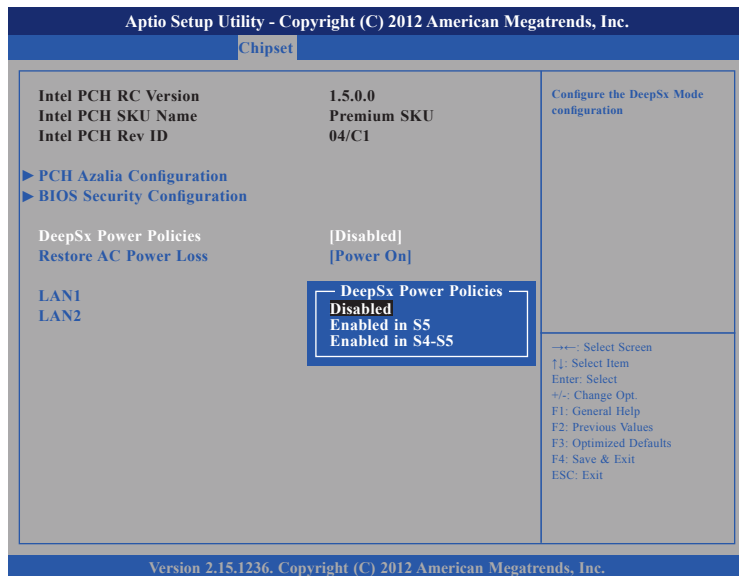 Aptio Setup Utility - Copyright (C) 2012 American Megatrends, Inc.
Chipset
Intel PCH RC Version 1.5.0.0
Intel PCH SKU Name Premium SKU
Intel PCH Rev ID 04/C1
► PCH Azalia Configuration
► BIOS Security Configuration
DeepSx Power Policies [Disabled]
Restore AC Power Loss [Power On]
LAN1
LAN2
DeepSx Power Policies
Disabled
Enabled in S5
Enabled in S4-S5
Configure the DeepSx Mode
configuration
→←: Select Screen
↑↓: Select Item
Enter: Select
+/-: Change Opt.
F1: General Help
F2: Previous Values
F3: Optimized Defaults
F4: Save & Exit
ESC: Exit
Version 2.15.1236. Copyright (C) 2012 American Megatrends, Inc.